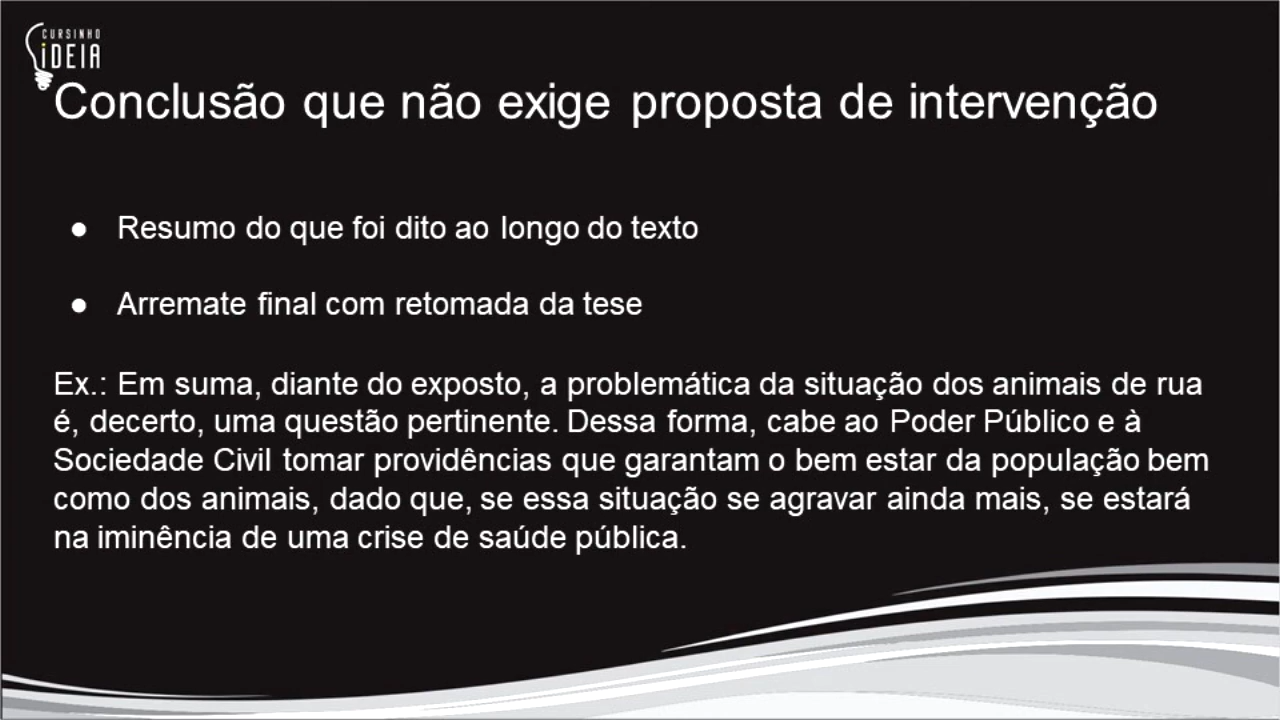 CURSINHO
iDEIA
Conclusão que não exige proposta de intervenção
● Resumo do que foi dito ao longo do texto
● Arremate final com retomada da tese
Ex.: Em suma, diante do exposto, a problemática da situação dos animais de rua
é, decerto, uma questão pertinente. Dessa forma, cabe ao Poder Público e à
Sociedade Civil tomar providências que garantam o bem estar da população bem
como dos animais, dado que, se essa situação se agravar ainda mais, se estará
na iminência de uma crise de saúde pública.